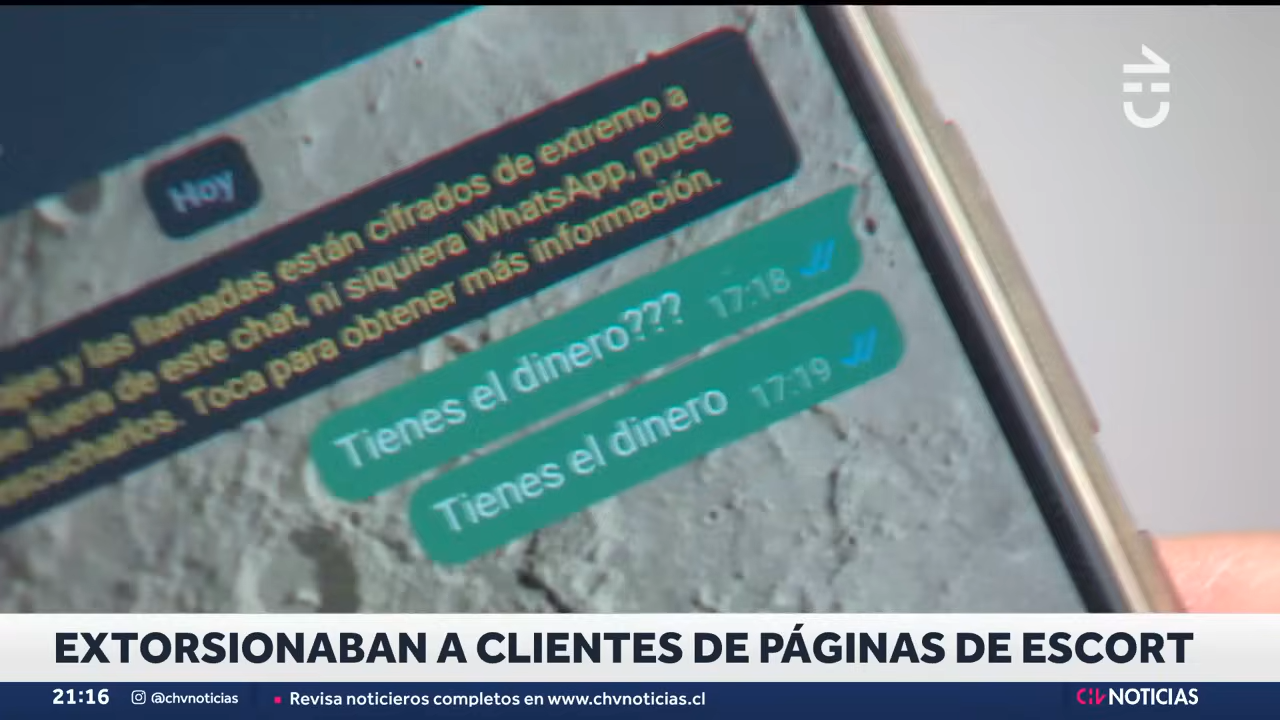 CHV
Hoy
y las llamadas están cifrados de extremo a
fuera de este chat, ni siquiera WhatsApp, puede
escucharlos. Toca para obtener más información.
Tienes el dinero??? 17:18
Tienes el dinero 17:19
EXTORSIONABAN A CLIENTES DE PÁGINAS DE ESCORT
21:16 @chvnoticias Revisa noticieros completos en www.chvnoticias.cl CHV NOTICIAS